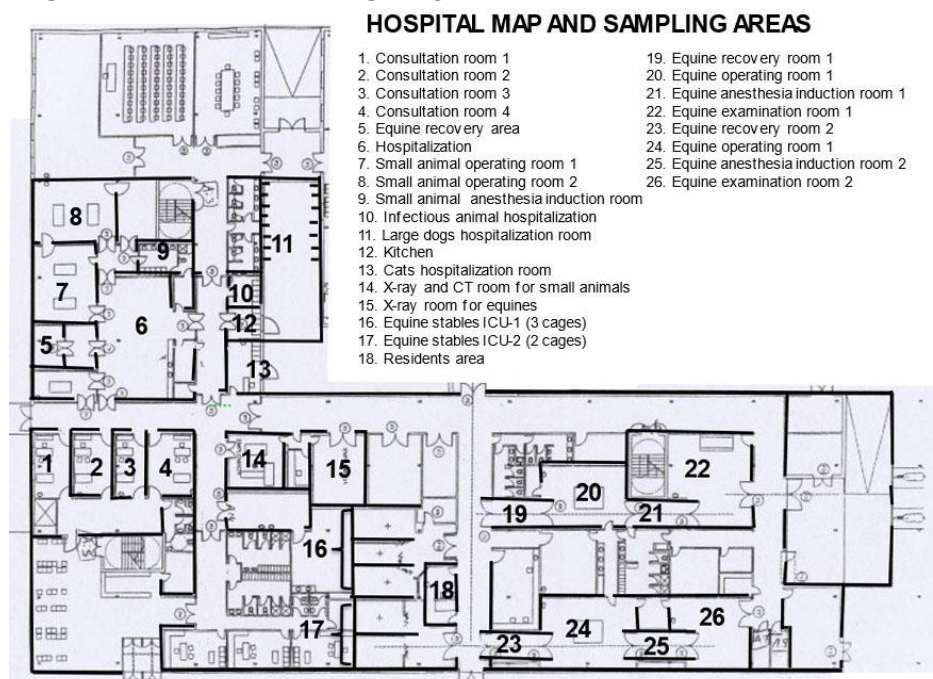 HOSPITAL MAP AND SAMPLING AREAS
1. Consultation room 1
2. Consultation room 2
3. Consultation room 3
4. Consultation room 4
5. Equine recovery area
6. Hospitalization
7. Small animal operating room 1
8. Small animal operating room 2
9. Small animal anesthesia induction room
10. Infectious animal hospitalization
11. Large dogs hospitalization room
12. Kitchen
13. Cats hospitalization room
14. X-ray and CT room for small animals
15. X-ray room for equines
16. Equine stables ICU-1 (3 cages)
17. Equine stables ICU-2 (2 cages)
18. Residents area
19. Equine recovery room 1
20. Equine operating room 1
21. Equine anesthesia induction room 1
22. Equine examination room 1
23. Equine recovery room 2
24. Equine operating room 1
25. Equine anesthesia induction room 2
26. Equine examination room 2
8
9
11
7
10
6
12
5
13
1
2
3
4
14
15
22
20
19
21
16
18
17
26
24
23
25